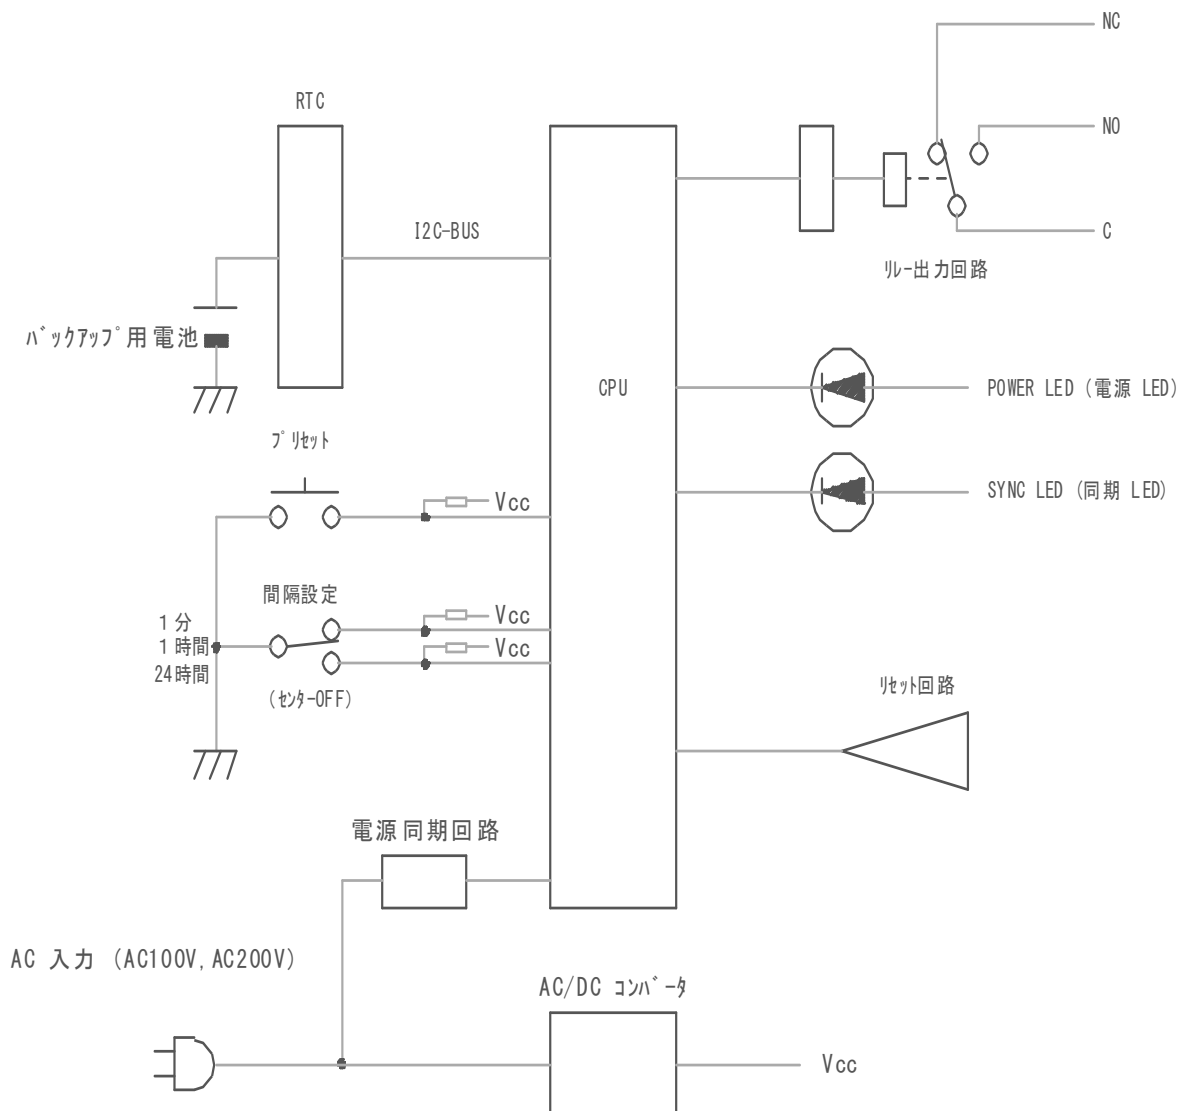 NC
RTC
NO
I2C-BUS
C
ﾘﾚｰ出力回路
ﾊﾞｯｸｱｯﾌﾟ用電池
CPU
POWER LED (電源 LED)
ﾌﾟﾘｾｯﾄ
SYNC LED (同期 LED)
Vcc
間隔設定
1分
1時間
24時間
Vcc
Vcc
(ｾﾝﾀｰOFF)
ﾘｾｯﾄ回路
電源同期回路
AC 入力 (AC100V,AC200V)
AC/DC ｺﾝﾊﾞｰﾀ
Vcc